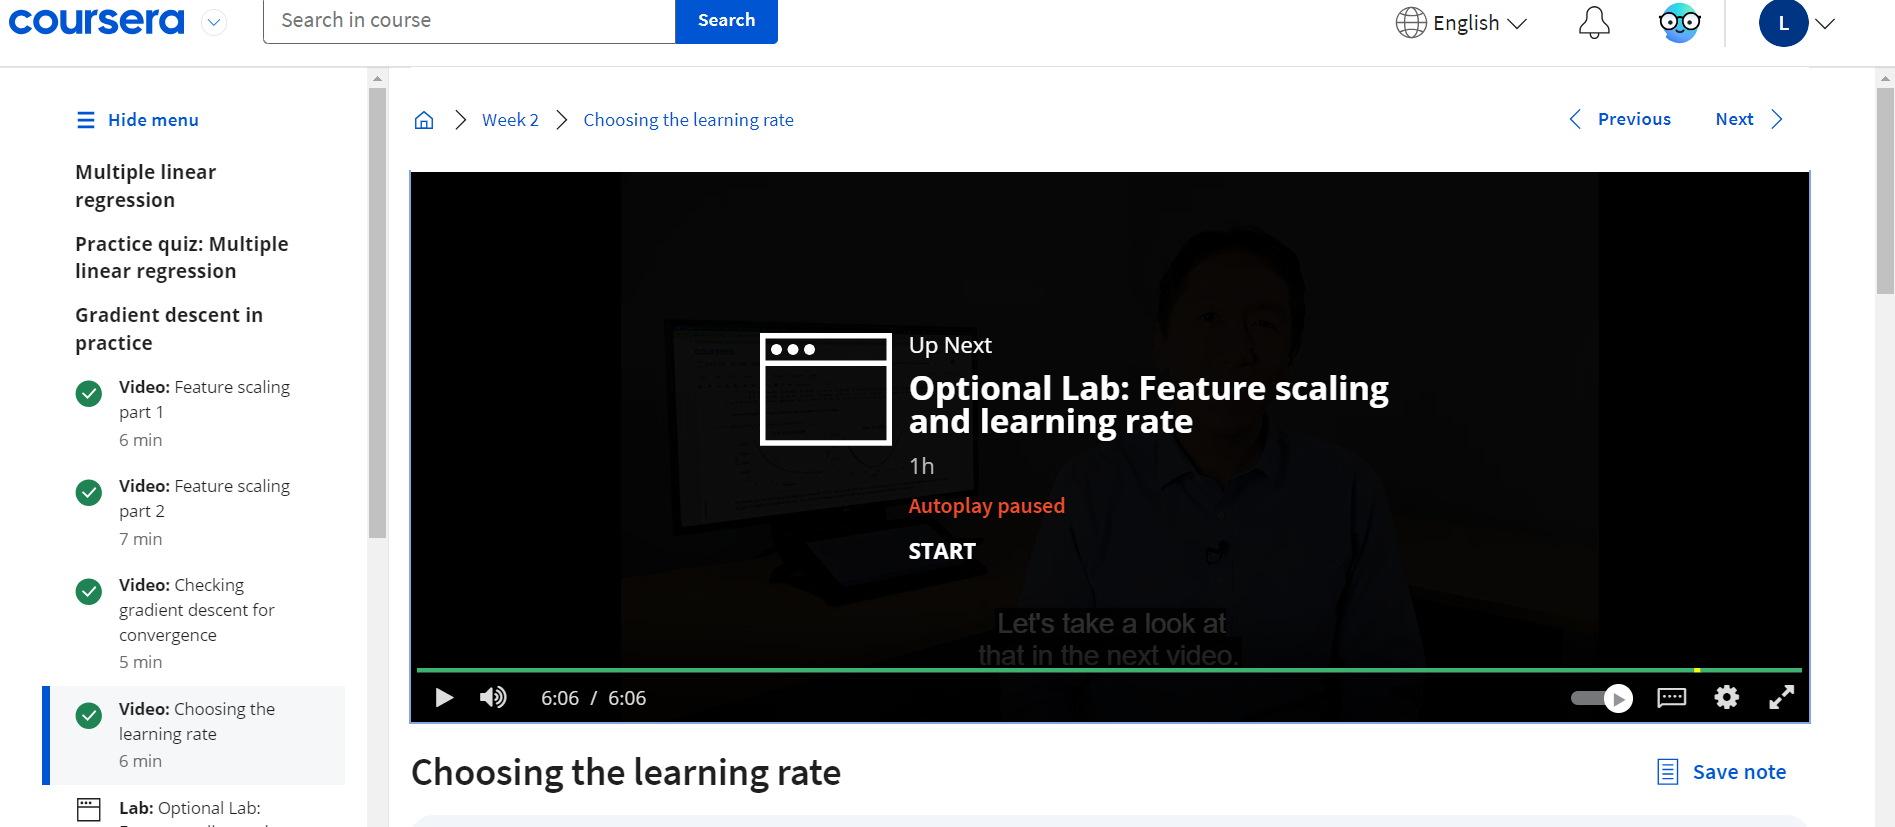 coursera
Search in course
Search
English
L
Hide menu
Multiple linear
regression
Practice quiz: Multiple
linear regression
Gradient descent in
practice
Video: Feature scaling
part 1
6 min
Video: Feature scaling
part 2
7 min
Video: Checking
gradient descent for
convergence
5 min
Video: Choosing the
learning rate
6 min
Lab: Optional Lab:
Week 2
Choosing the learning rate
Previous
Next
Up Next
Optional Lab: Feature scaling
and learning rate
1h
Autoplay paused
START
Let's take a look at
that in the next video.
6:06 / 6:06
Choosing the learning rate
Save note